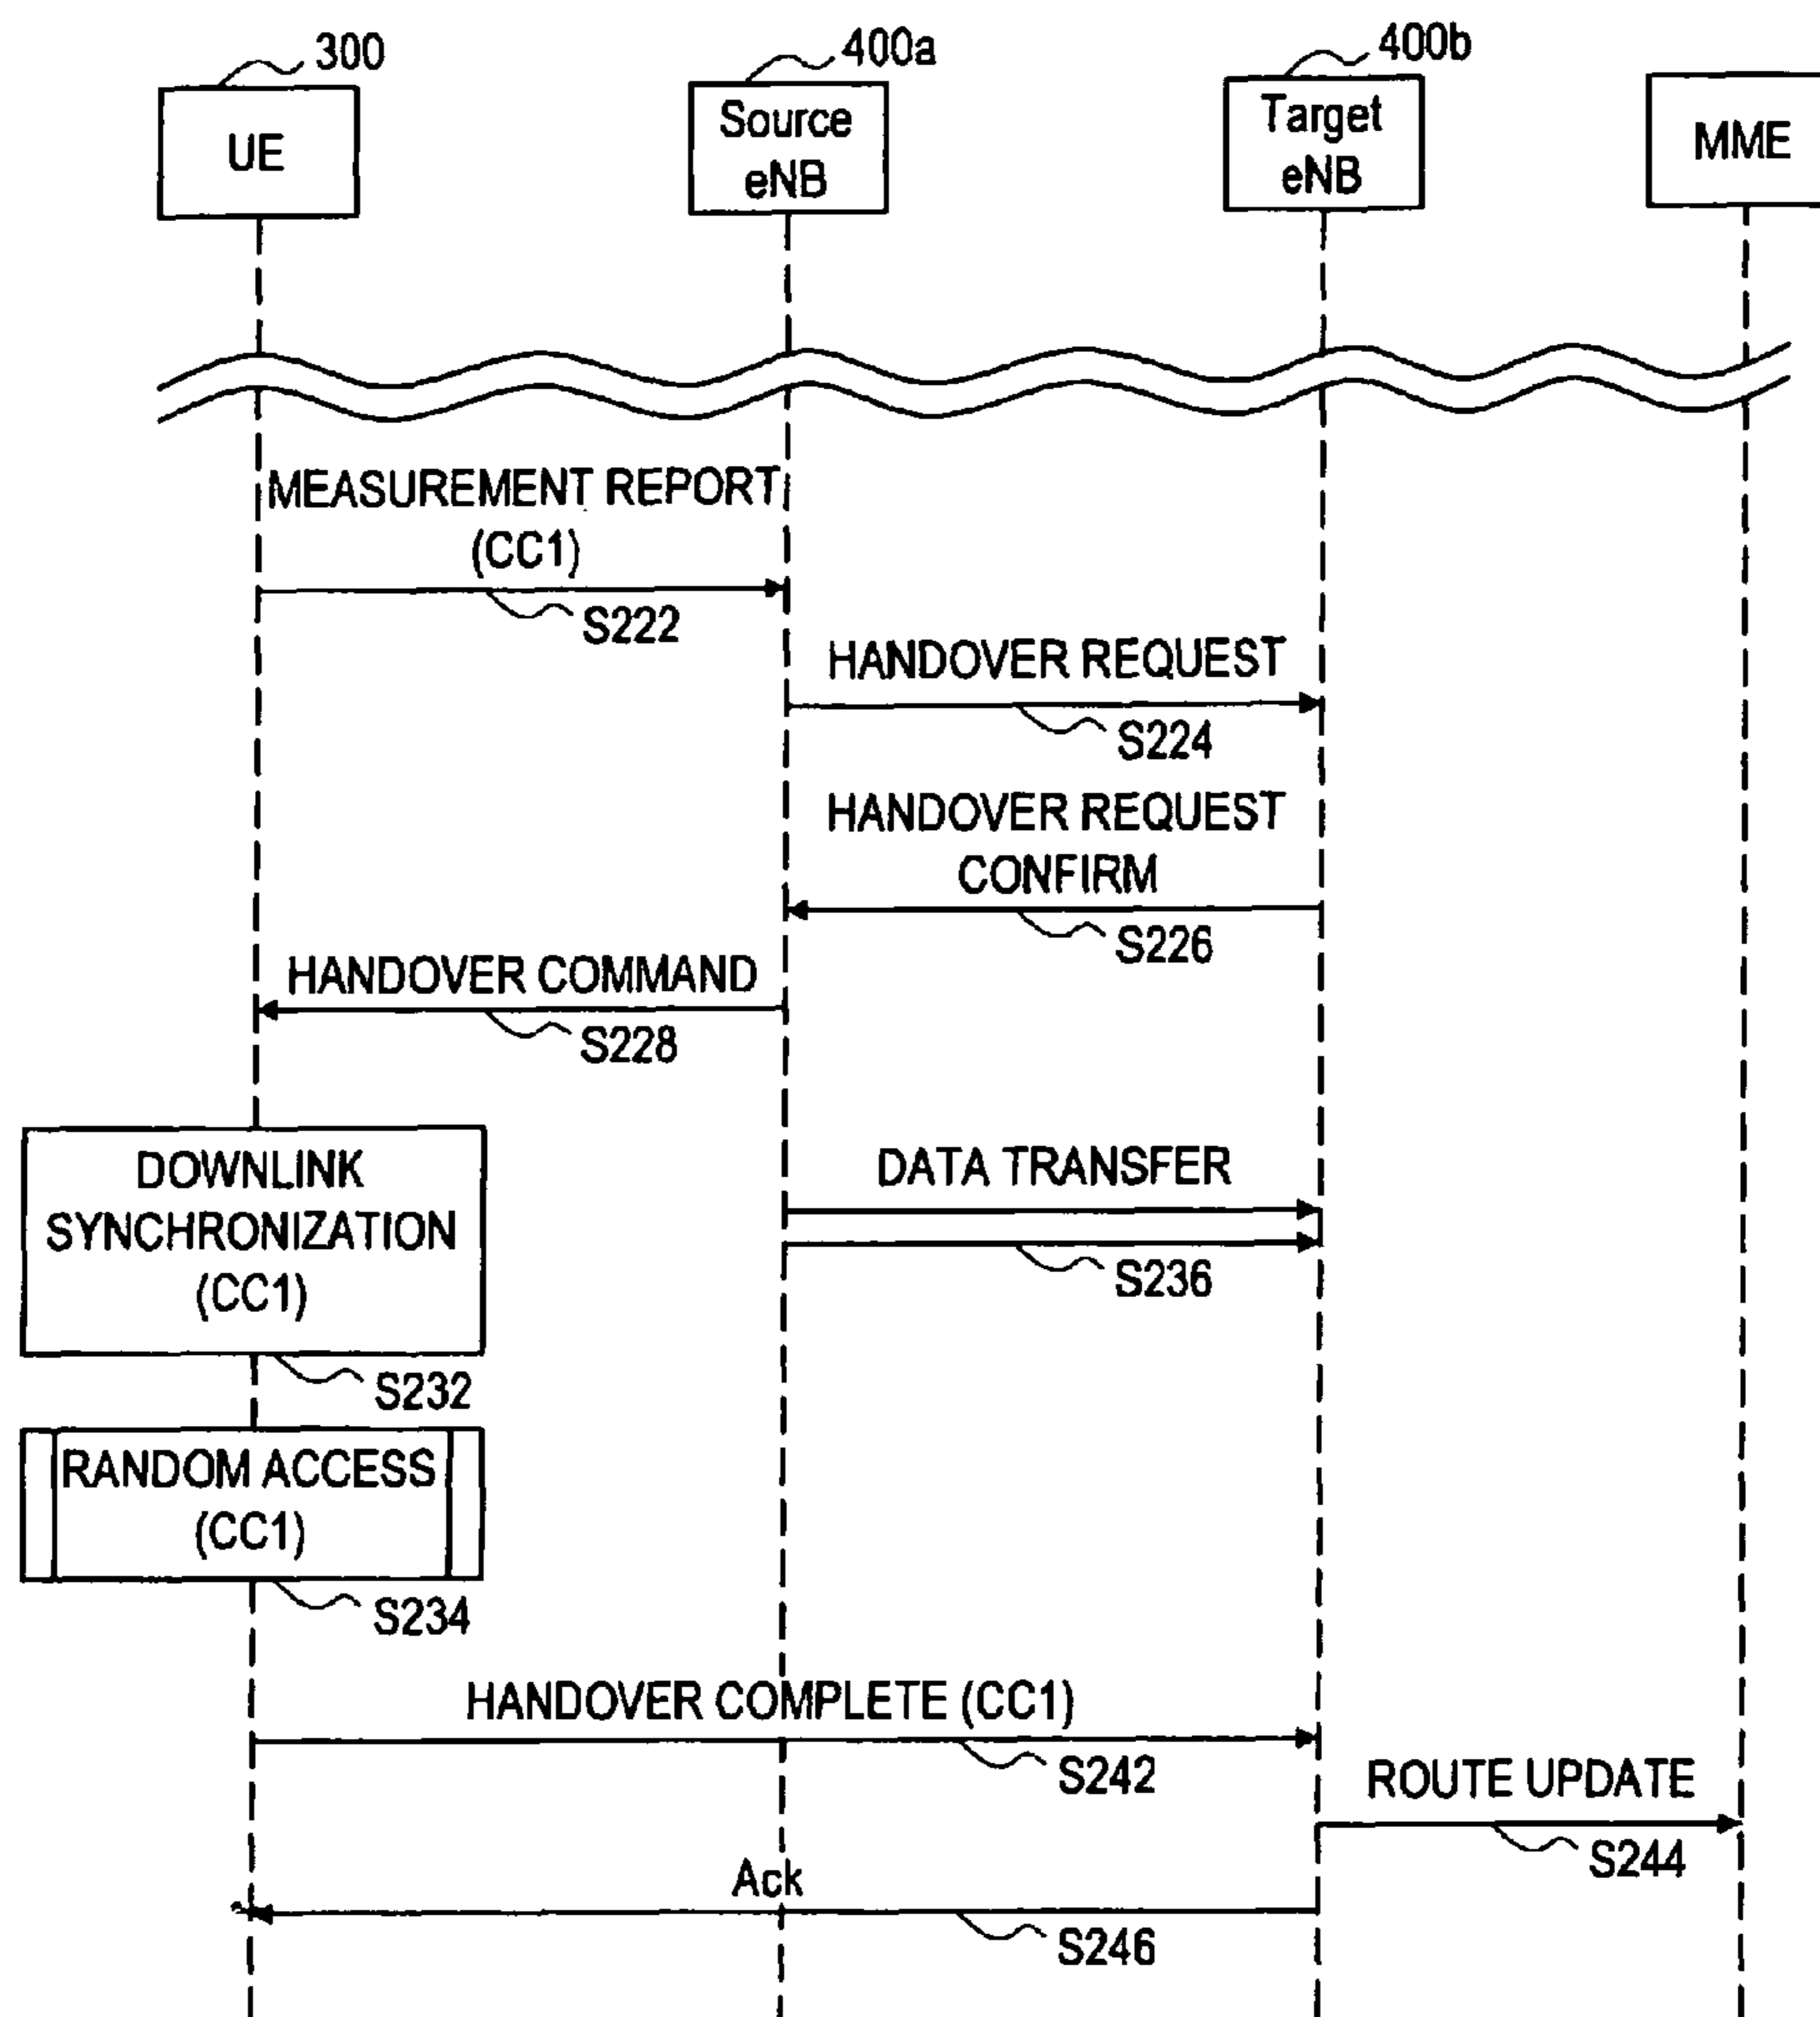 300
400a
400b
UE
Source
eNB
Target
eNB
MME
MEASUREMENT REPORT
(CC1)
S222
HANDOVER REQUEST
S224
HANDOVER REQUEST
CONFIRM
S226
HANDOVER COMMAND
S228
DOWNLINK
SYNCHRONIZATION
(CC1)
S232
DATA TRANSFER
S236
RANDOM ACCESS
(CC1)
S234
HANDOVER COMPLETE (CC1)
S242
ROUTE UPDATE
S244
Ack
S246